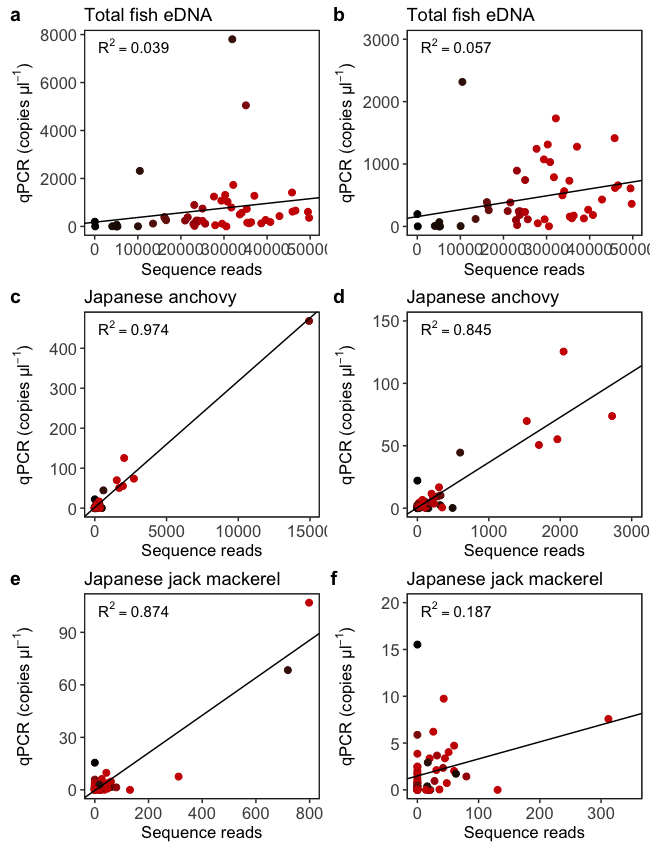 a Total fish eDNA
R² = 0.039
qPCR (copies µl⁻¹)
8000
6000
4000
2000
0
0 10000 20000 30000 40000 50000
Sequence reads
b Total fish eDNA
R² = 0.057
qPCR (copies µl⁻¹)
3000
2000
1000
0
0 10000 20000 30000 40000 50000
Sequence reads
c Japanese anchovy
R² = 0.974
qPCR (copies µl⁻¹)
400
300
200
100
0
0 5000 10000 15000
Sequence reads
d Japanese anchovy
R² = 0.845
qPCR (copies µl⁻¹)
150
100
50
0
0 1000 2000 3000
Sequence reads
e Japanese jack mackerel
R² = 0.874
qPCR (copies µl⁻¹)
90
60
30
0
0 200 400 600 800
Sequence reads
f Japanese jack mackerel
R² = 0.187
qPCR (copies µl⁻¹)
20
15
10
5
0
0 100 200 300
Sequence reads